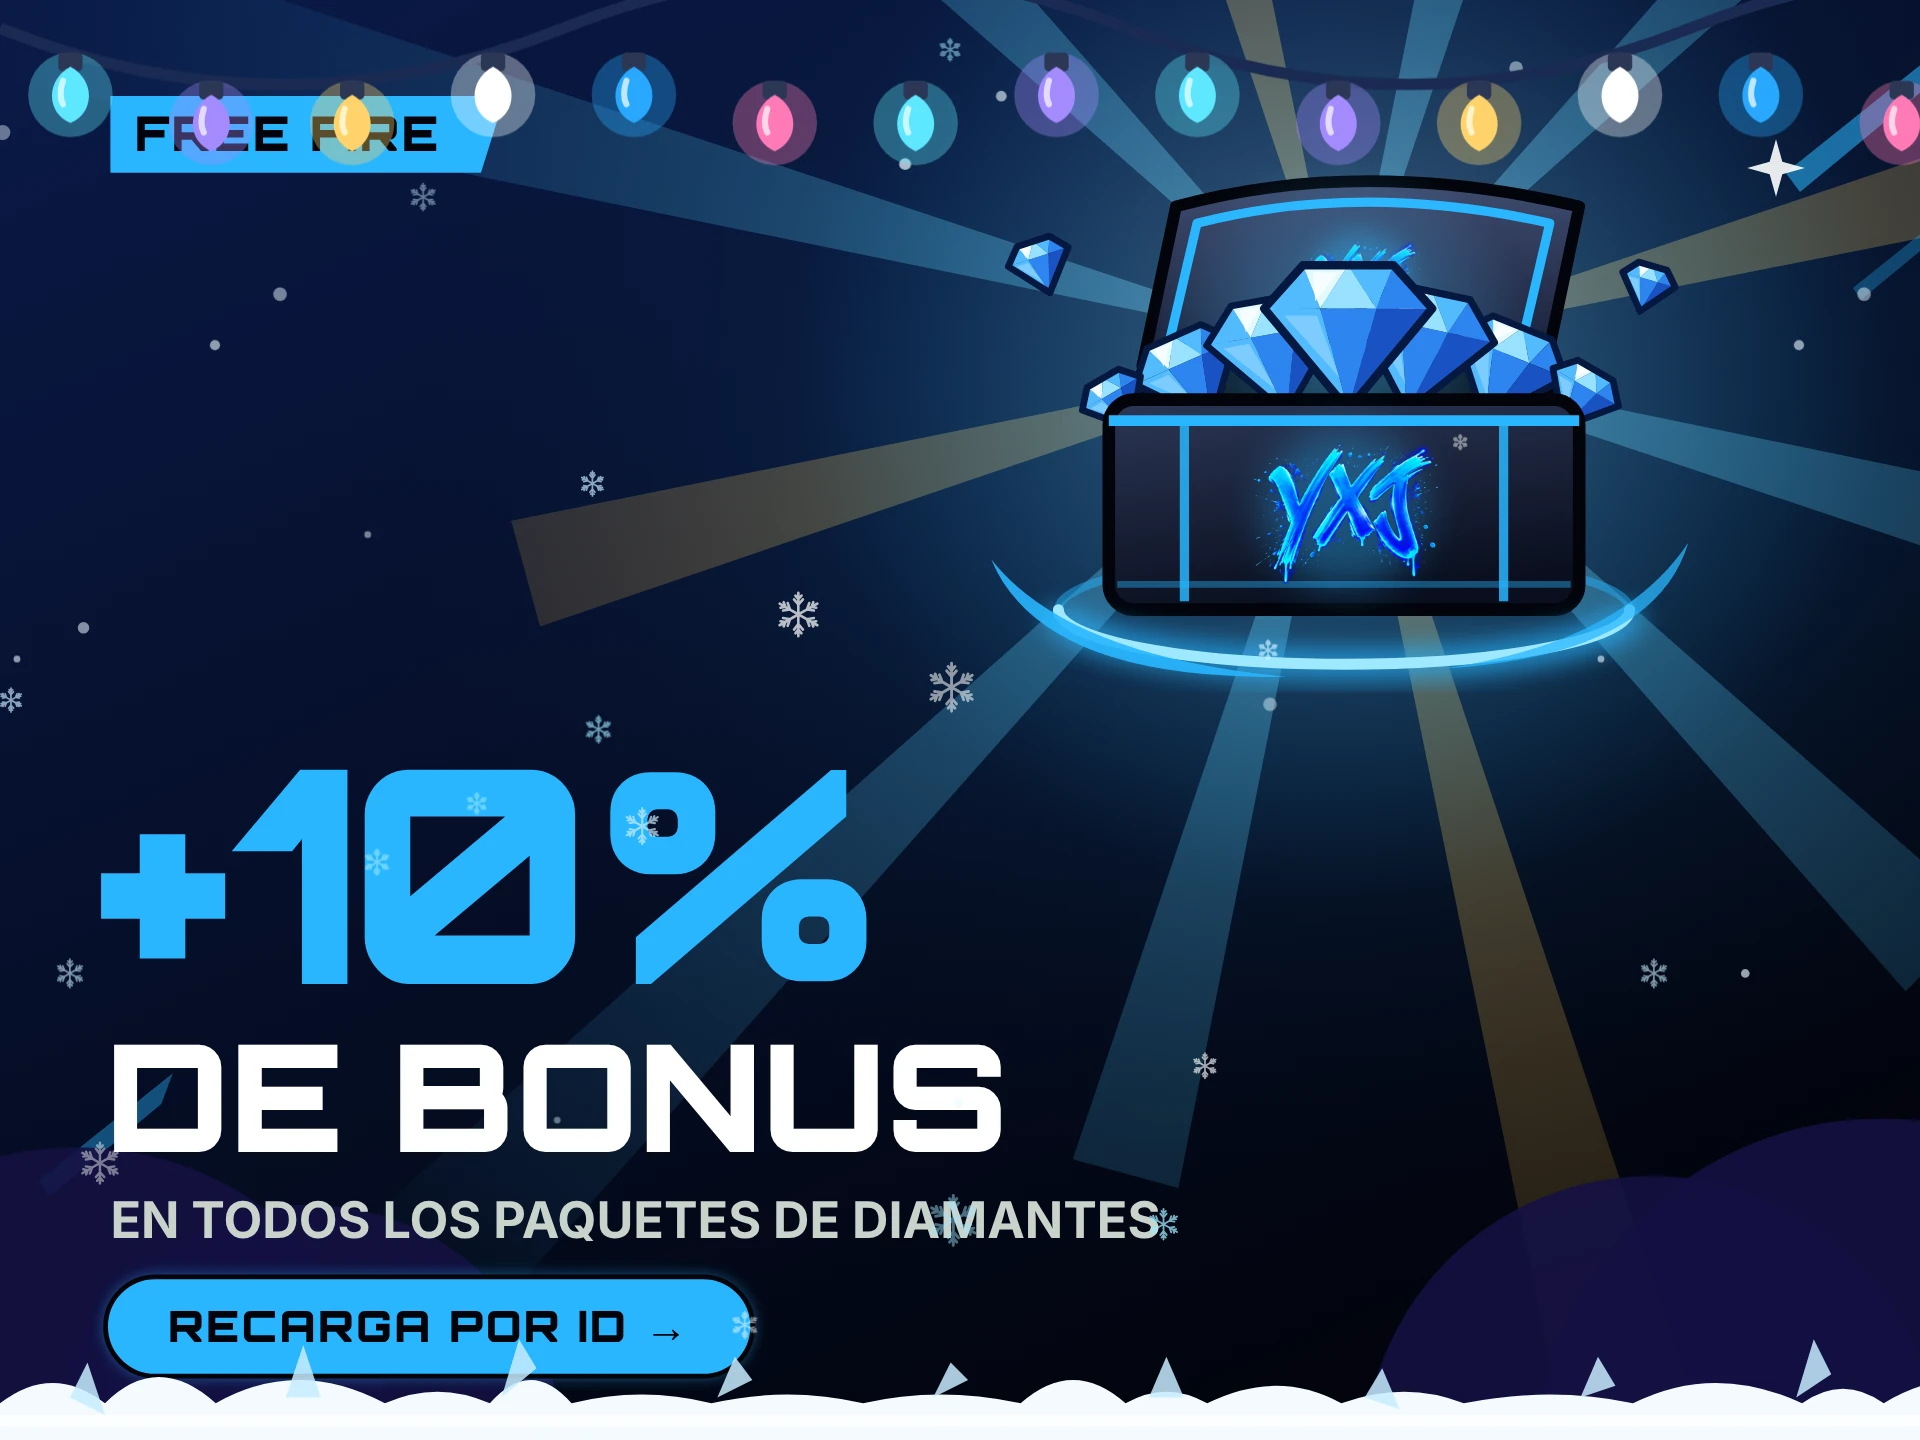 FREE FIRE
YXJ
+10%
DE BONUS
EN TODOS LOS PAQUETES DE DIAMANTES
RECARGA POR ID →